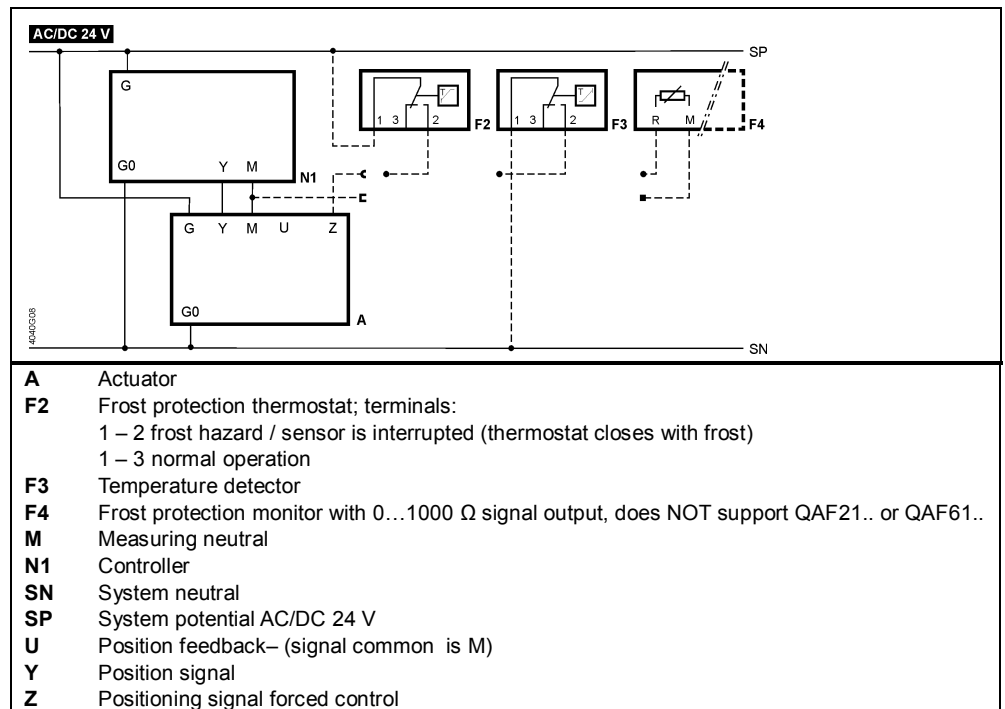 AC/DC 24 V
SP
G
T
T
1 3 2
F2
1 3 2
F3
R M
F4
G0 Y M
N1
G Y M U Z
G0
A
4040G08
SN
A Actuator
F2 Frost protection thermostat; terminals:
1 – 2 frost hazard / sensor is interrupted (thermostat closes with frost)
1 – 3 normal operation
F3 Temperature detector
F4 Frost protection monitor with 0…1000 Ω signal output, does NOT support QAF21.. or QAF61..
M Measuring neutral
N1 Controller
SN System neutral
SP System potential AC/DC 24 V
U Position feedback– (signal common is M)
Y Position signal
Z Positioning signal forced control